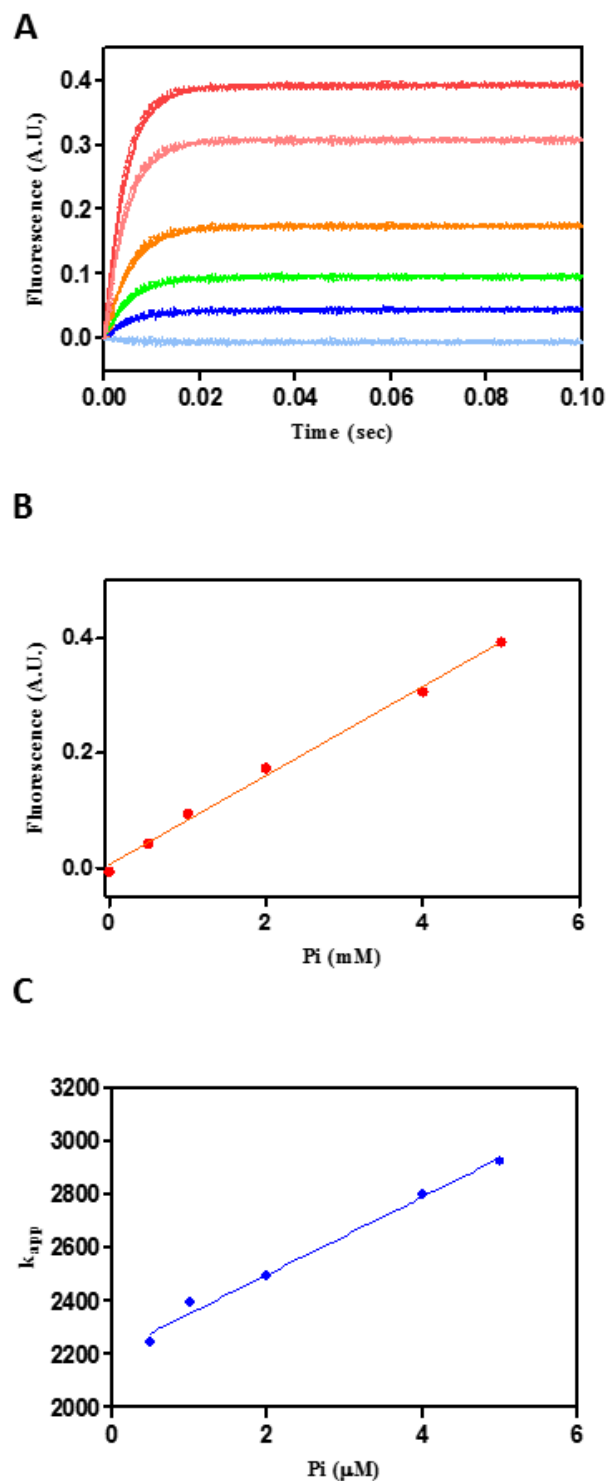 A
Fluorescence (A.U.)
0.4
0.3
0.2
0.1
0.0
0.00 0.02 0.04 0.06 0.08 0.10
Time (sec)
B
Fluorescence (A.U.)
0.4
0.2
0.0
0 2 4 6
Pi (mM)
C
kapp
3200
3000
2800
2600
2400
2200
2000
0 2 4 6
Pi (μM)